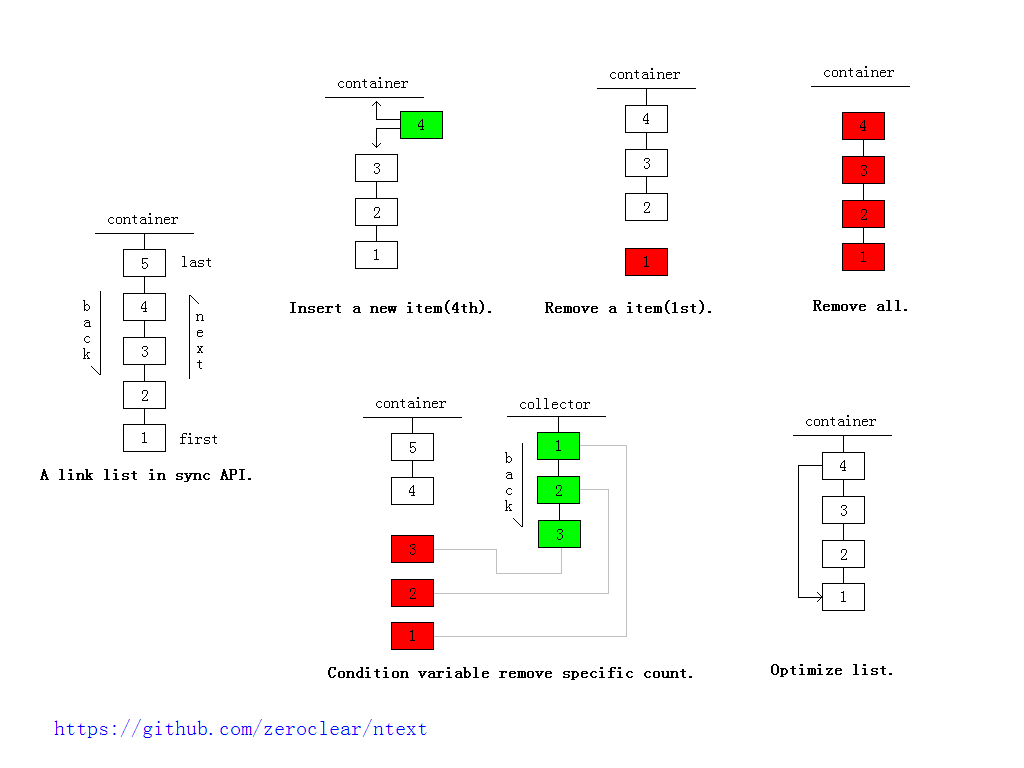 container
4
3
2
1
Insert a new item(4th).
container
4
3
2
1
Remove a item(1st).
container
4
3
2
1
Remove all.
container
5 last
4
3
2
1 first
back
next
A link list in sync API.
container
5
4
3
2
1
collector
1
2
3
back
Condition variable remove specific count.
container
4
3
2
1
Optimize list.
https://github.com/zeroclear/ntext